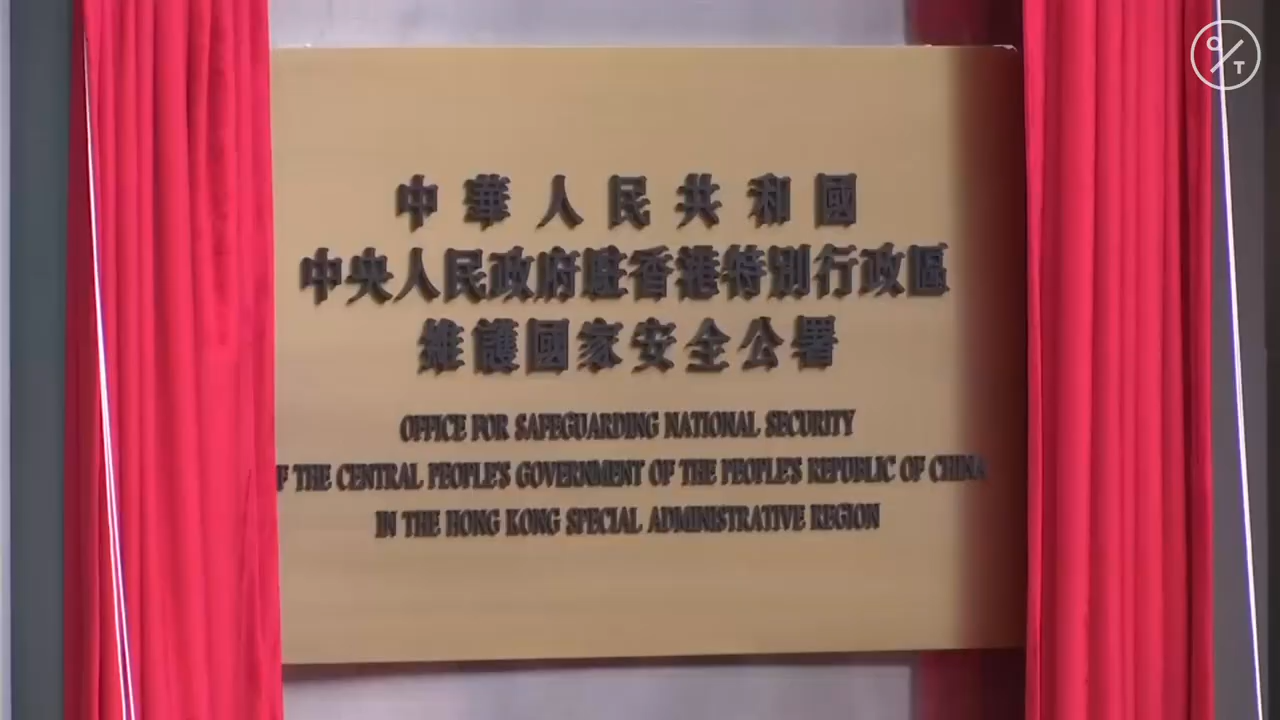 中華人民共和國
中央人民政府駐香港特別行政區
維護國家安全公署
OFFICE FOR SAFEGUARDING NATIONAL SECURITY
F THE CENTRAL PEOPLE'S GOVERNMENT OF THE PEOPLE'S REPUBLIC OF CHINA
IN THE HONG KONG SPECIAL ADMINISTRATIVE REGION
Q/T